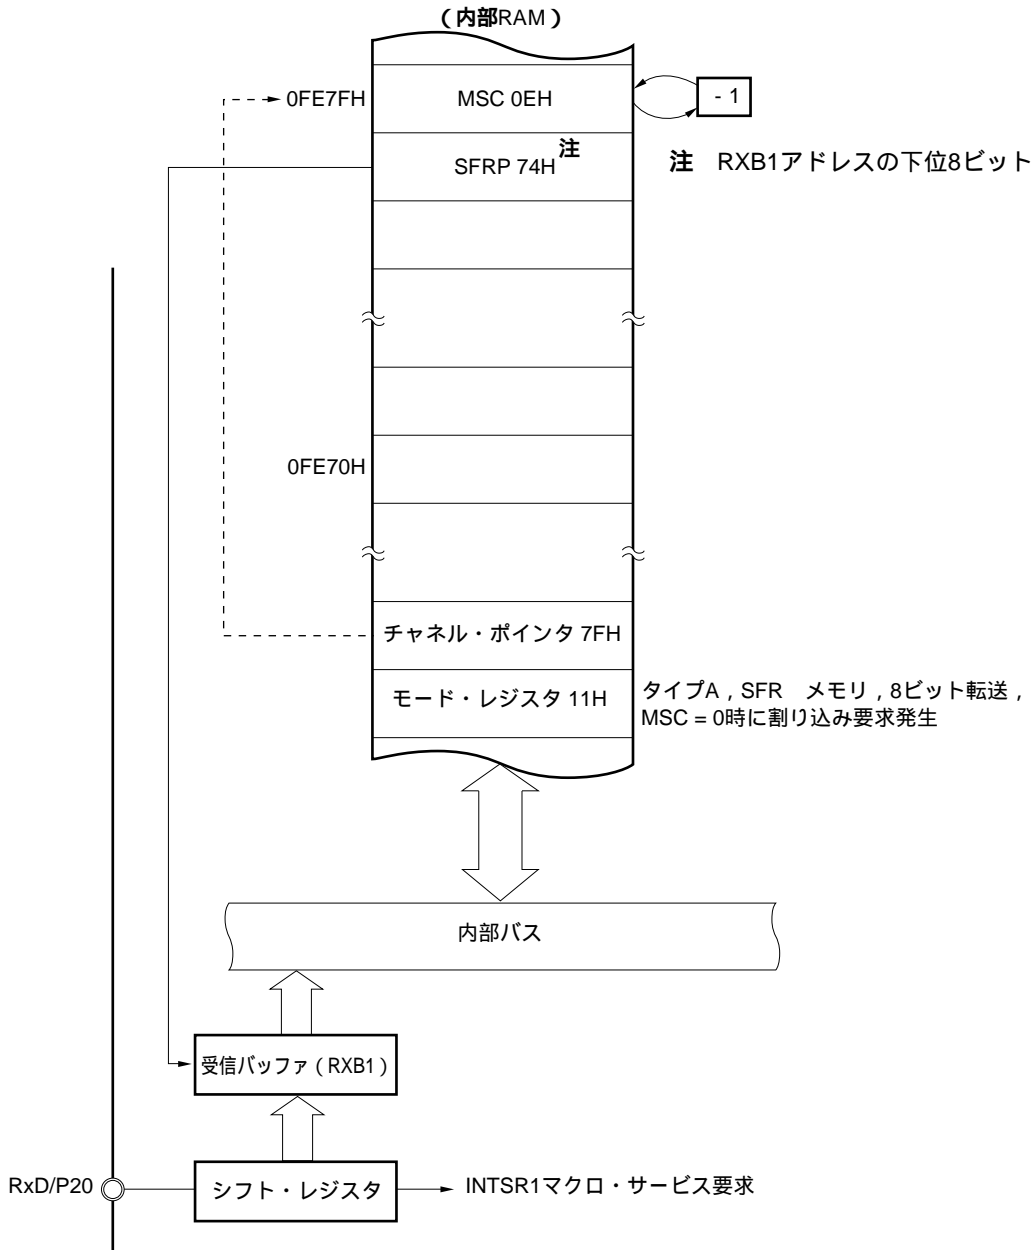 （内部RAM）
0FE7FH
MSC 0EH
- 1
SFRP 74H注
注 RXB1アドレスの下位8ビット
0FE70H
チャネル・ポインタ 7FH
モード・レジスタ 11H
タイプA，SFR メモリ，8ビット転送，
MSC = 0時に割り込み要求発生
内部バス
受信バッファ（RXB1）
RxD/P20
シフト・レジスタ
INTSR1マクロ・サービス要求